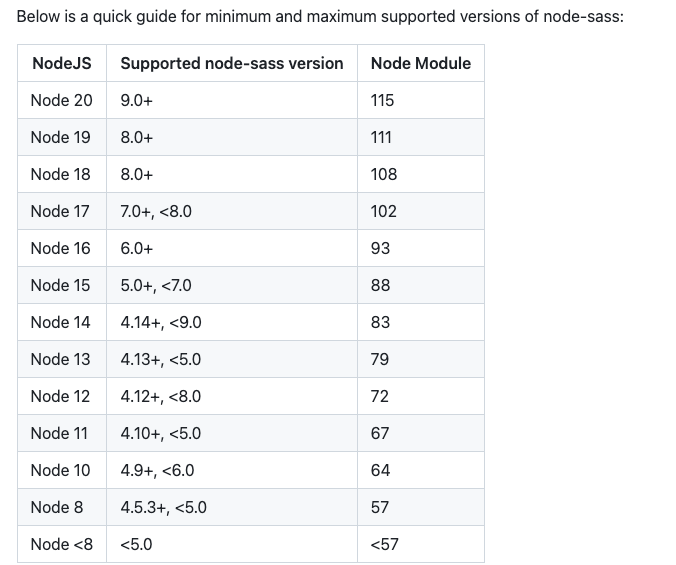 Below is a quick guide for minimum and maximum supported versions of node-sass:
NodeJS Supported node-sass version Node Module
Node 20 9.0+ 115
Node 19 8.0+ 111
Node 18 8.0+ 108
Node 17 7.0+, <8.0 102
Node 16 6.0+ 93
Node 15 5.0+, <7.0 88
Node 14 4.14+, <9.0 83
Node 13 4.13+, <5.0 79
Node 12 4.12+, <8.0 72
Node 11 4.10+, <5.0 67
Node 10 4.9+, <6.0 64
Node 8 4.5.3+, <5.0 57
Node <8 <5.0 <57